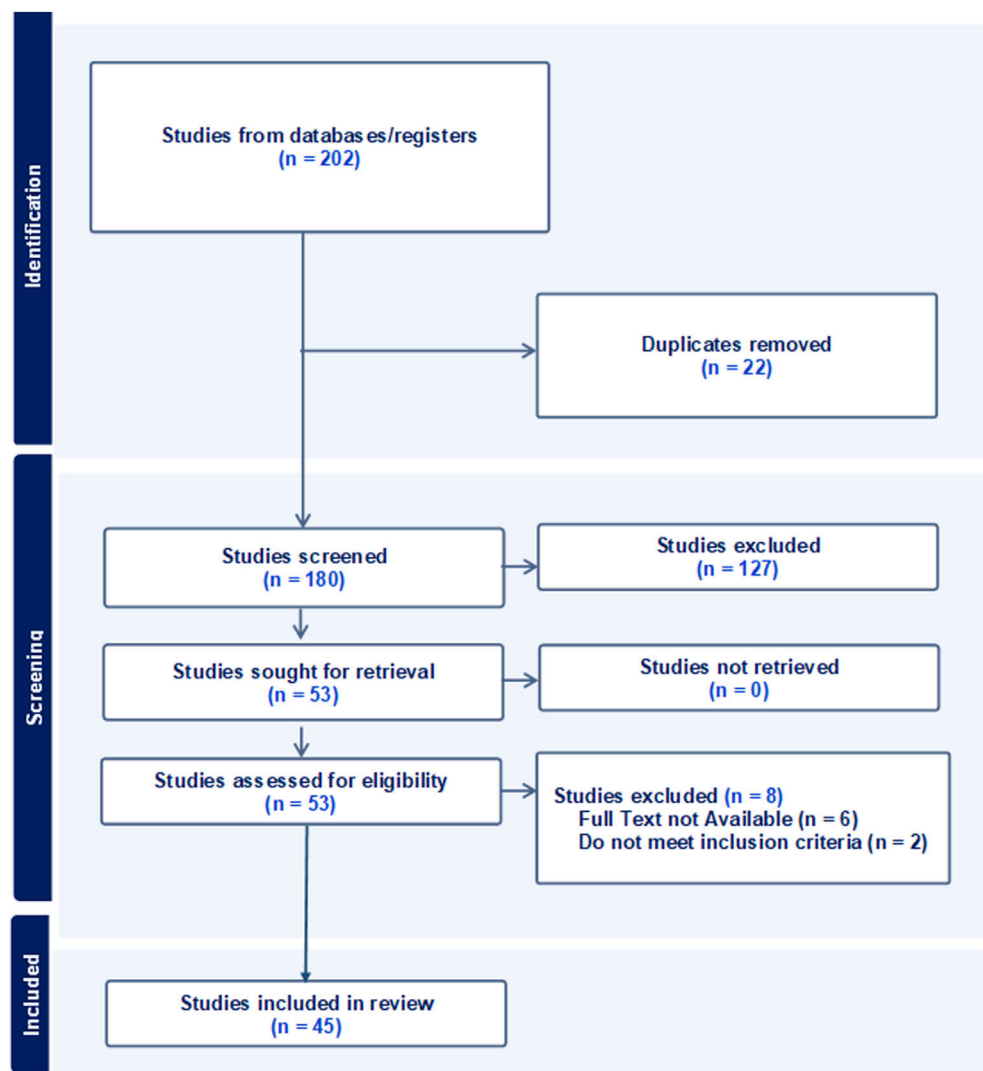 Identification
Studies from databases/registers
(n = 202)
Duplicates removed
(n = 22)
Screening
Studies screened
(n = 180)
Studies excluded
(n = 127)
Studies sought for retrieval
(n = 53)
Studies not retrieved
(n = 0)
Studies assessed for eligibility
(n = 53)
Studies excluded (n = 8)
Full Text not Available (n = 6)
Do not meet inclusion criteria (n = 2)
Included
Studies included in review
(n = 45)